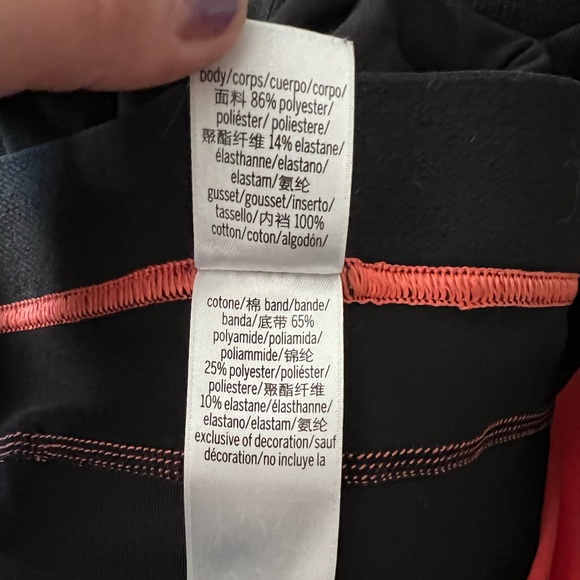 body/corps/cuerpo/corpo/
面料 86% polyester/
poliéster/ poliestere/
聚酯纤维 14% elastane/
élasthanne/elastano/
elastam/氨纶
gusset/gousset/inserto/
tassello/内裆 100%
cotton/coton/algodón/
cotone/棉 band/bande/
banda/底带 65%
polyamide/poliamida/
poliammide/锦纶
25% polyester/poliéster/
poliestere/聚酯纤维
10% elastane/élasthanne/
elastano/elastam/氨纶
exclusive of decoration/sauf
décoration/no incluye la